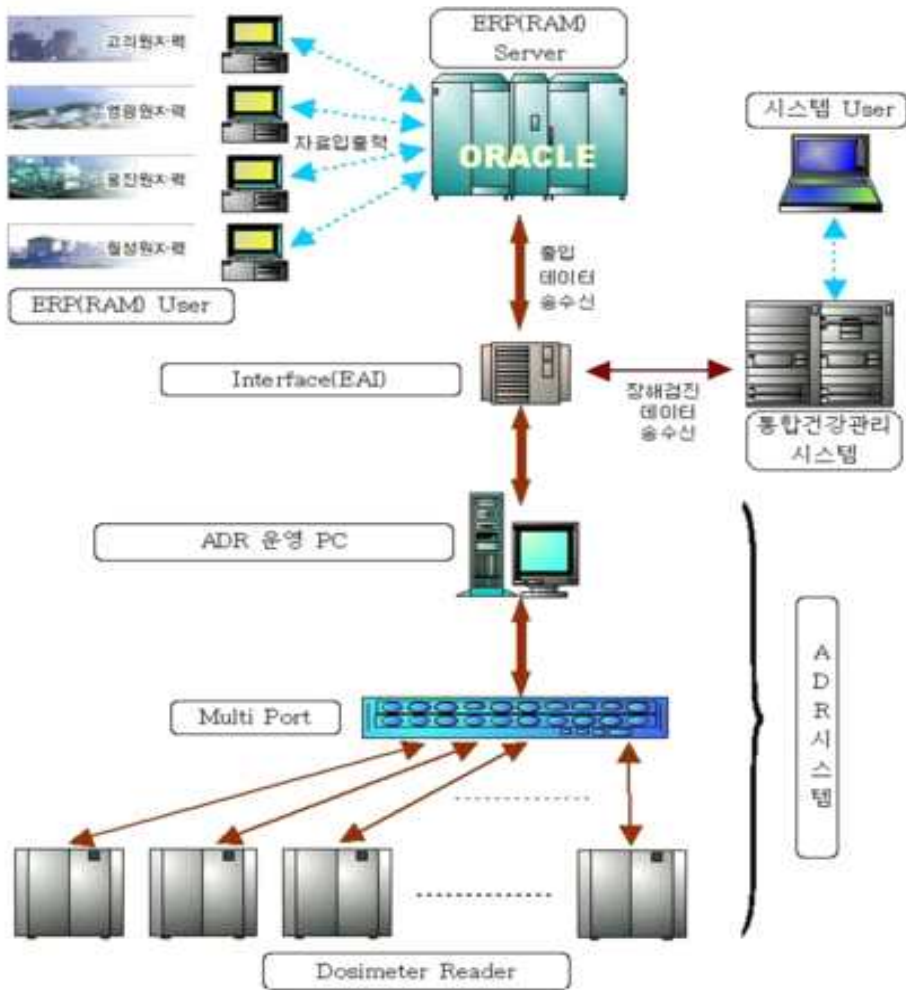 고리원자력
영광원자력
울진원자력
월성원자력
ERP(RAM) User
자료입출력
ERP(RAM)
Server
ORACLE
시스템 User
출입
데이터
송수신
Interface(EAI)
장해검진
데이터
송수신
통합건강관리
시스템
ADR 운영 PC
Multi Port
ADR시스템
Dosimeter Reader